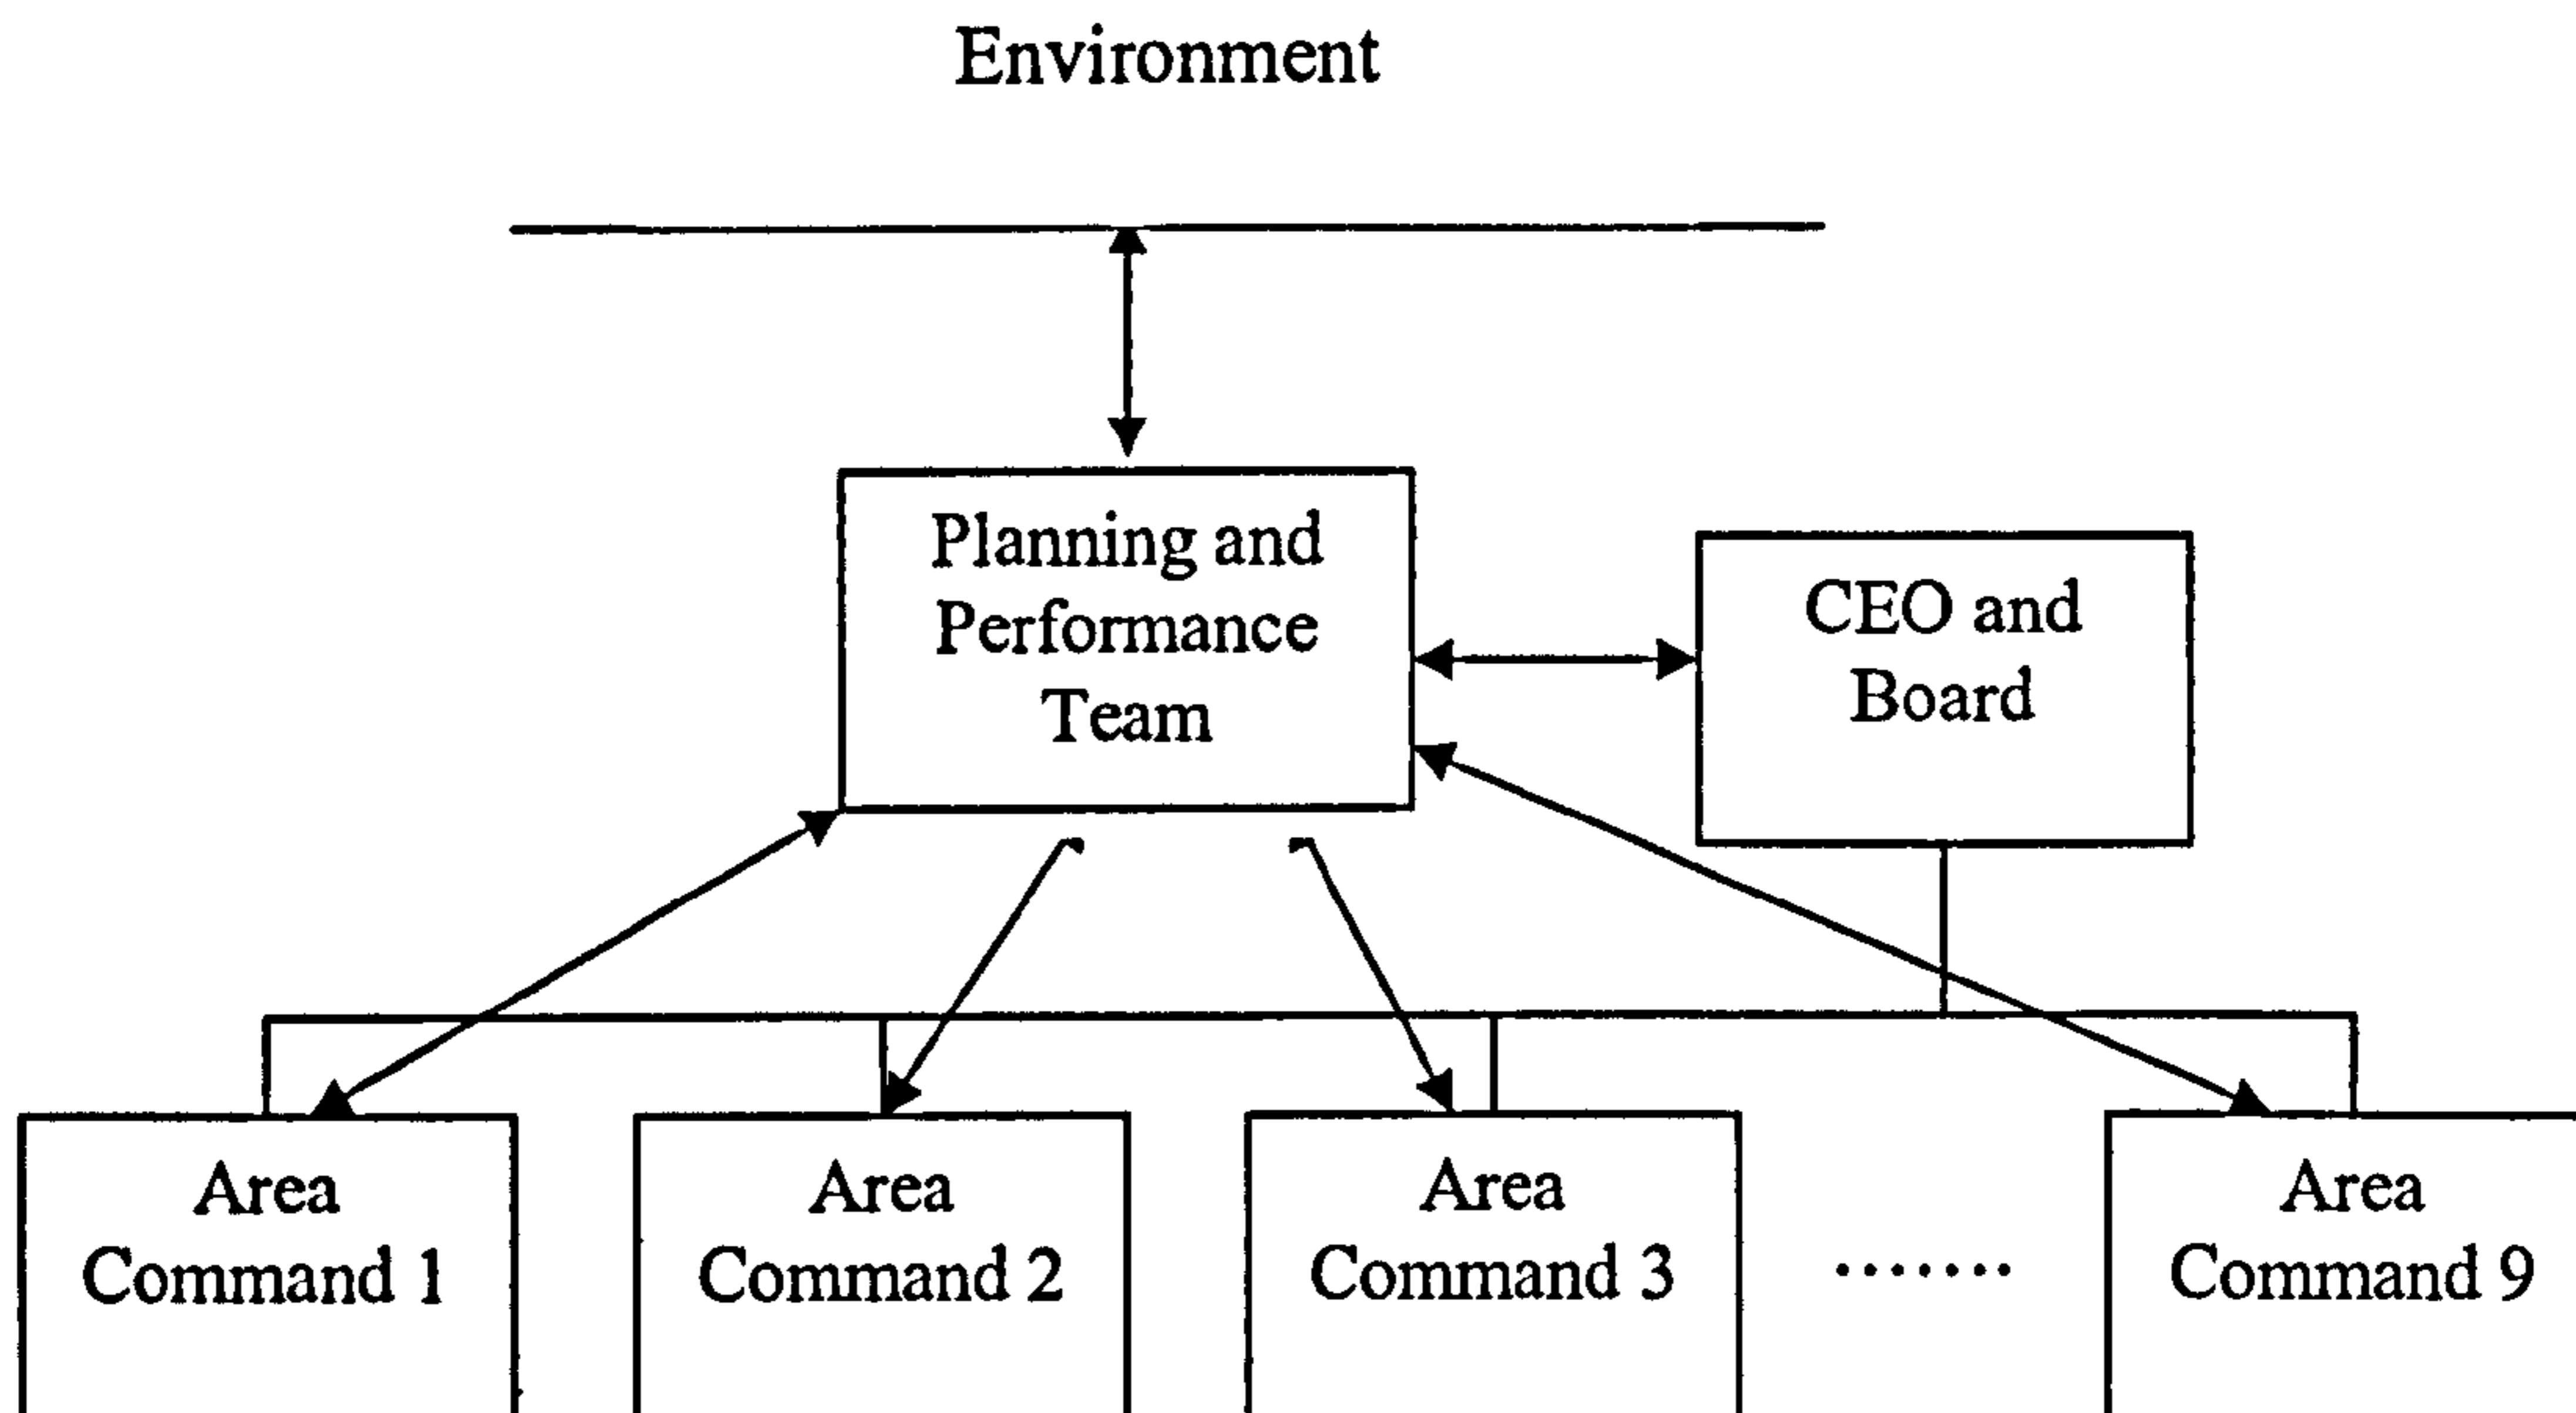 Environment
Planning and
Performance
Team
CEO and
Board
Area
Command 1
Area
Command 2
Area
Command 3
.......
Area
Command 9